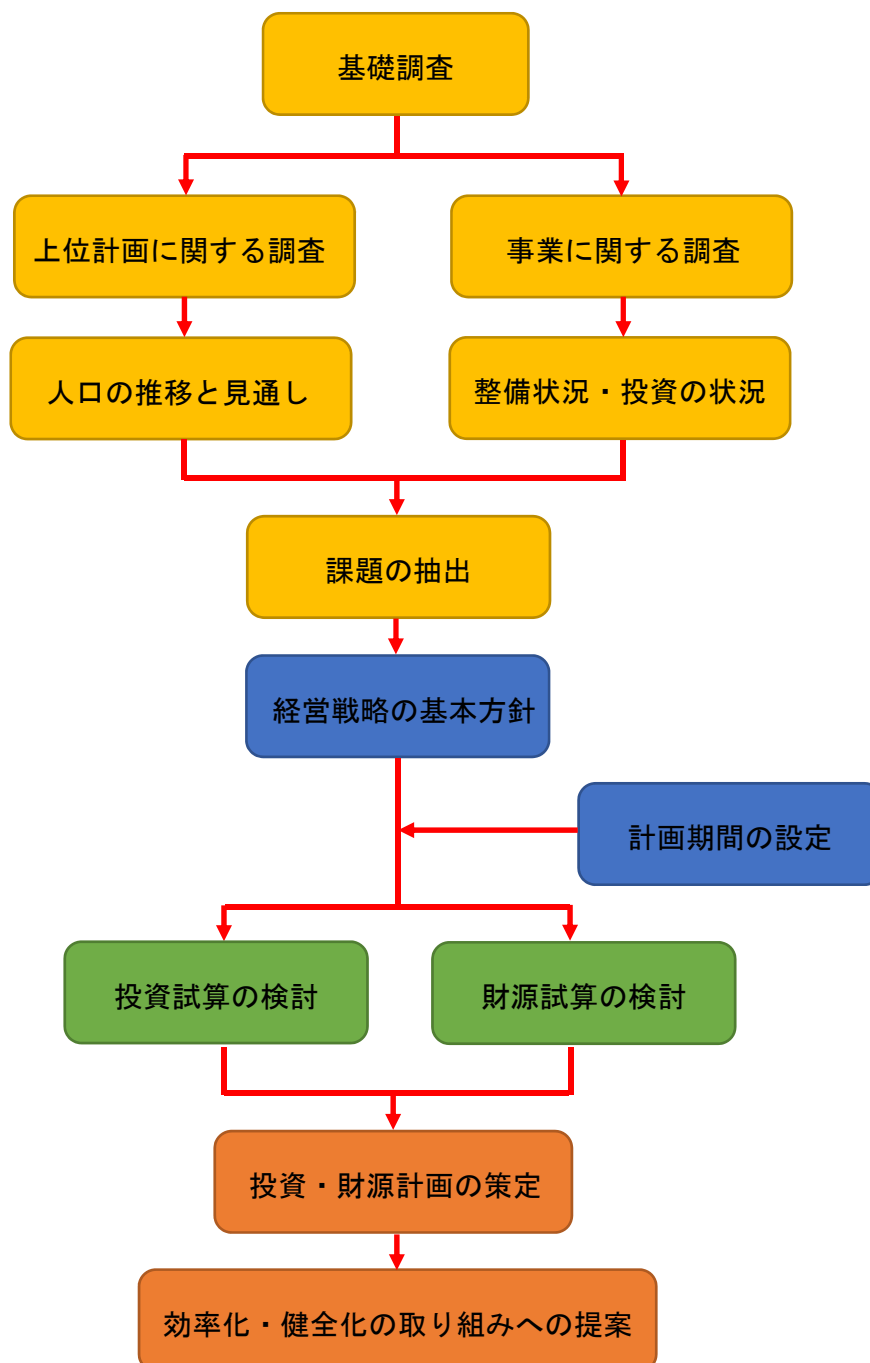 基礎調査
上位計画に関する調査
事業に関する調査
人口の推移と見通し
整備状況・投資の状況
課題の抽出
経営戦略の基本方針
計画期間の設定
投資試算の検討
財源試算の検討
投資・財源計画の策定
効率化・健全化の取り組みへの提案